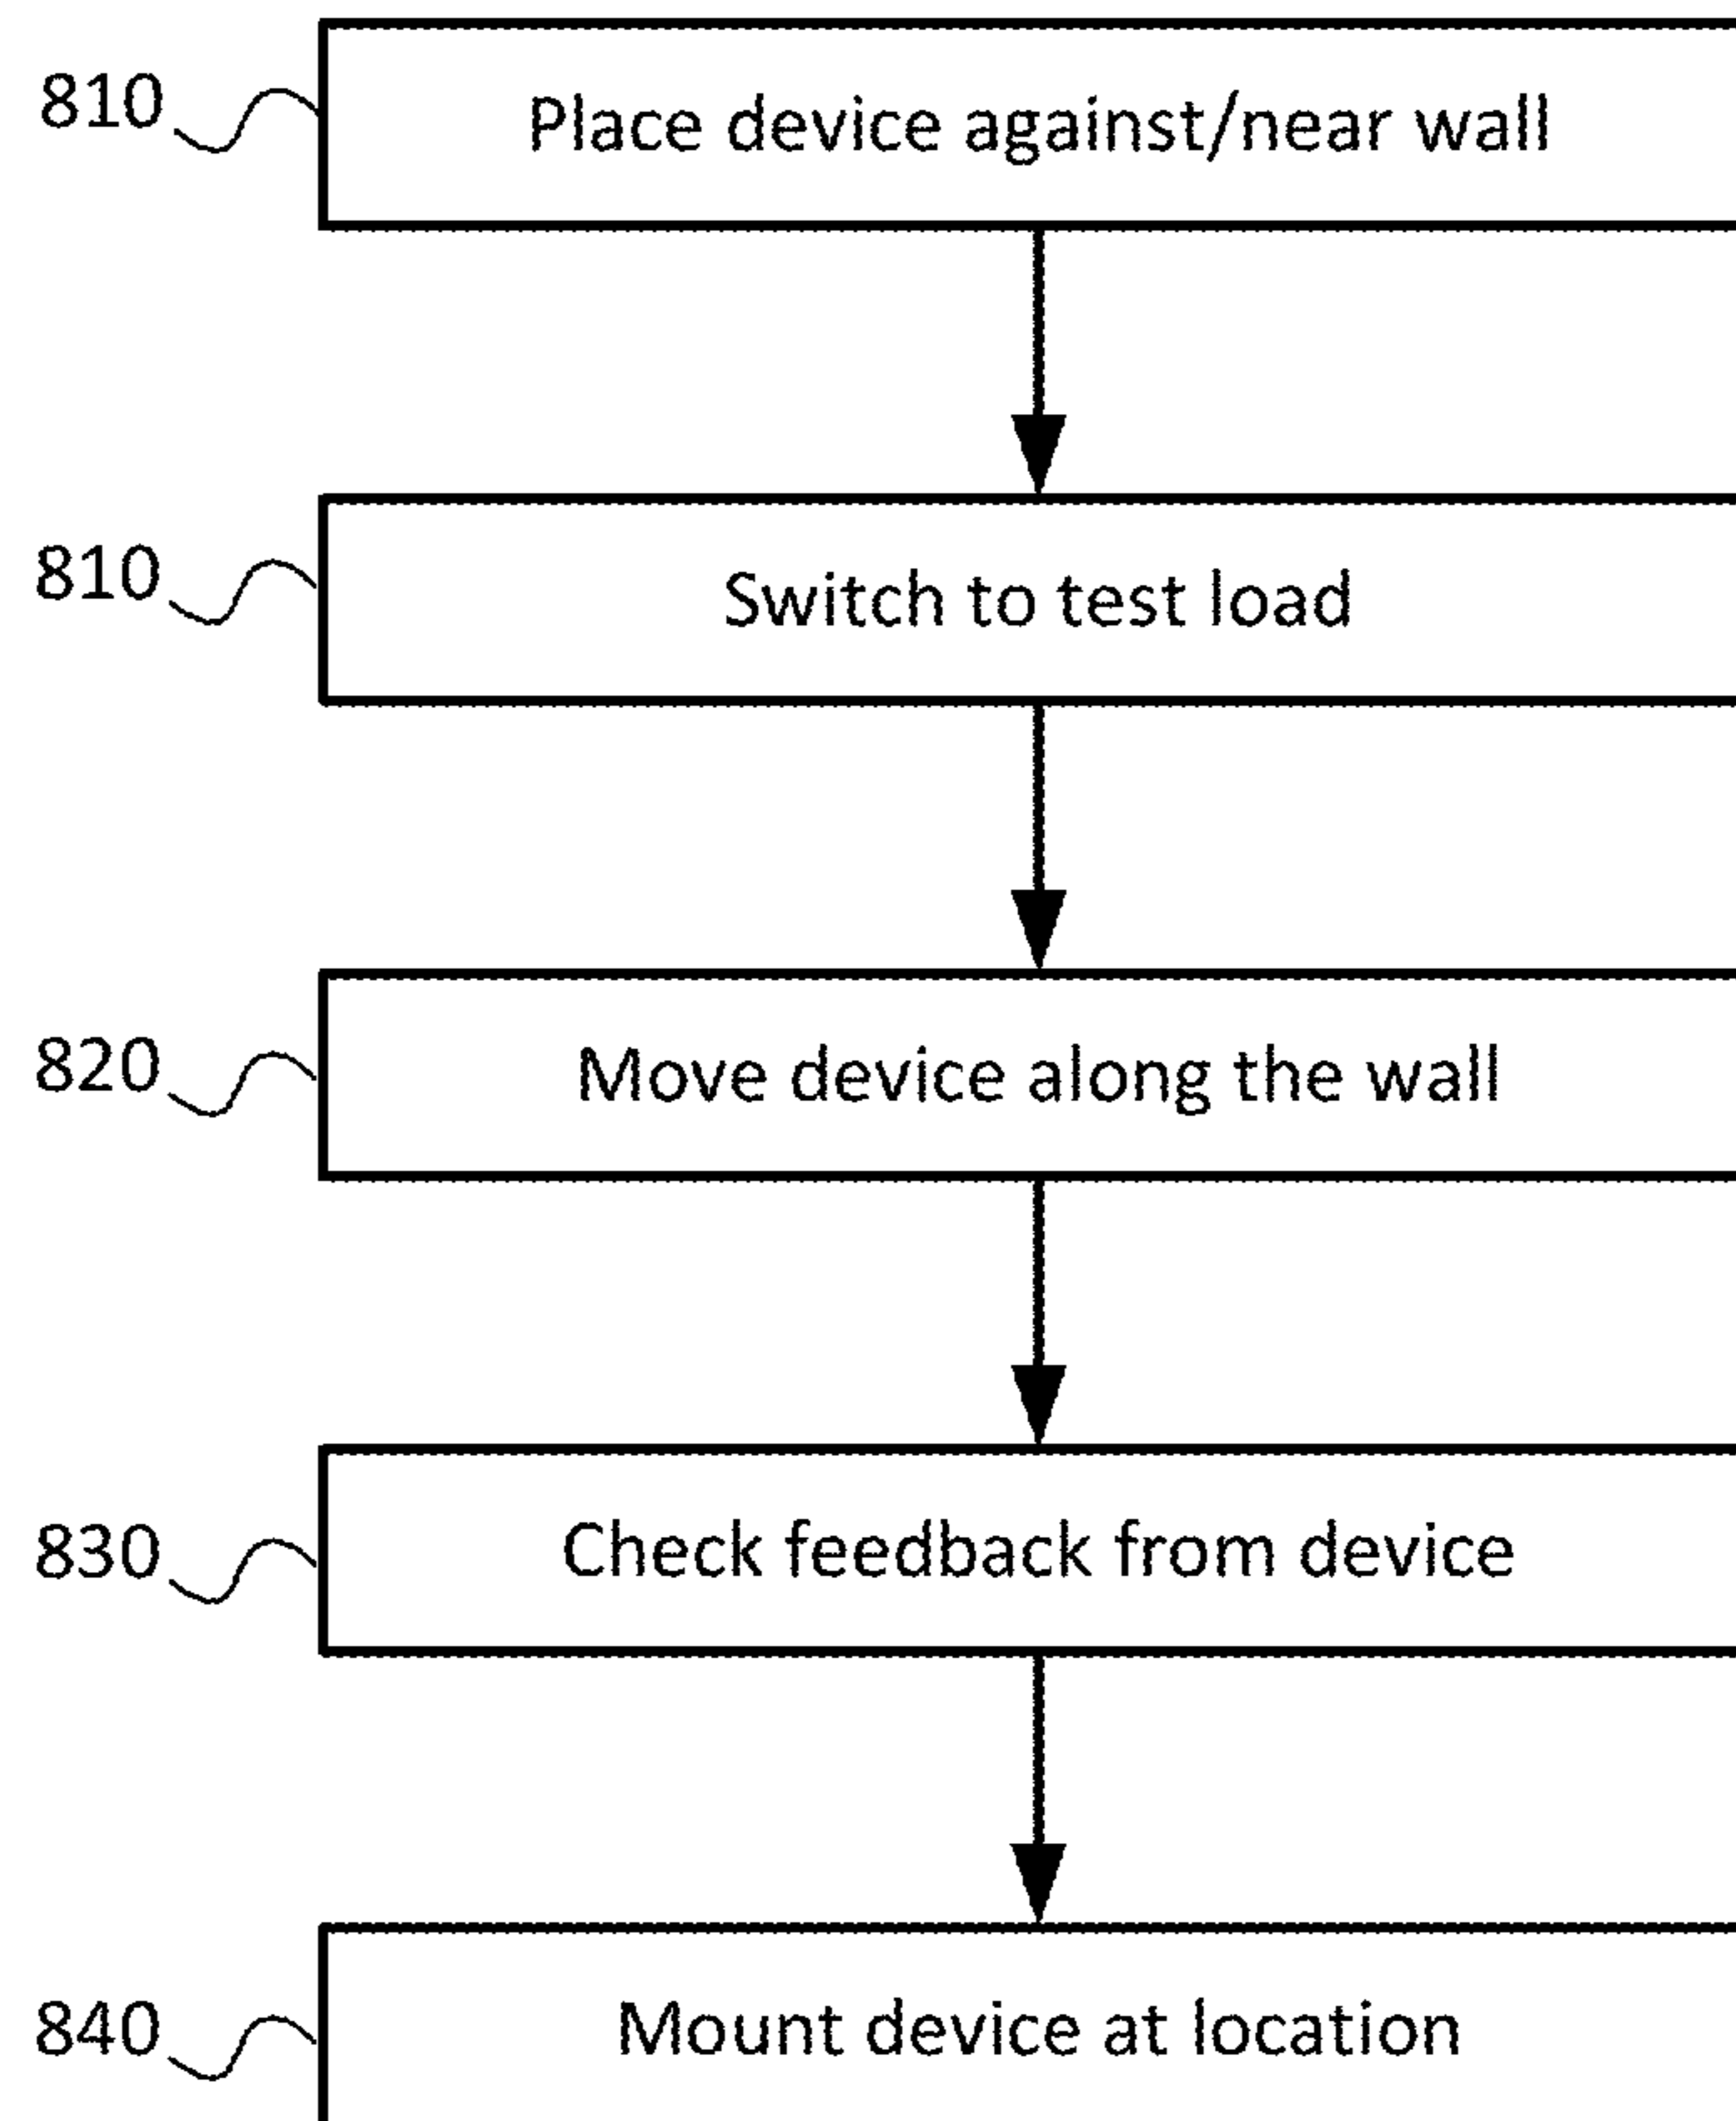 810 Place device against/near wall
810 Switch to test load
820 Move device along the wall
830 Check feedback from device
840 Mount device at location